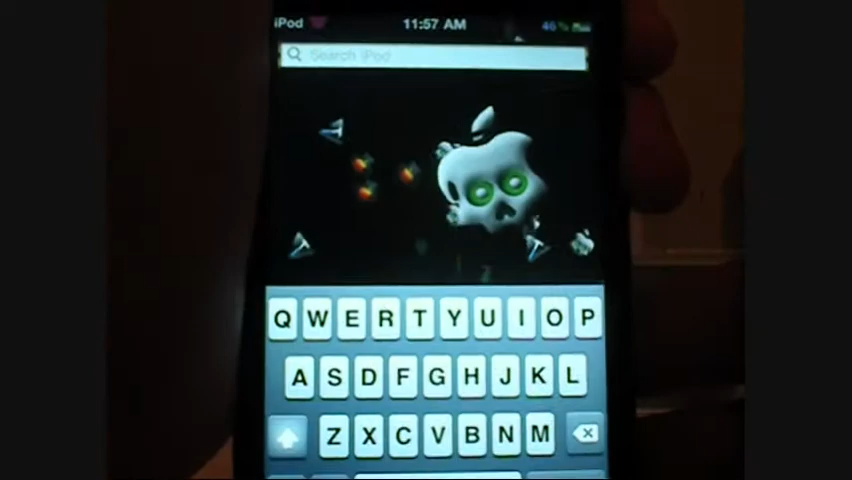 iPod 11:57 AM 46%
Search iPod
Q W E R T Y U I O P
A S D F G H J K L
Z X C V B N M